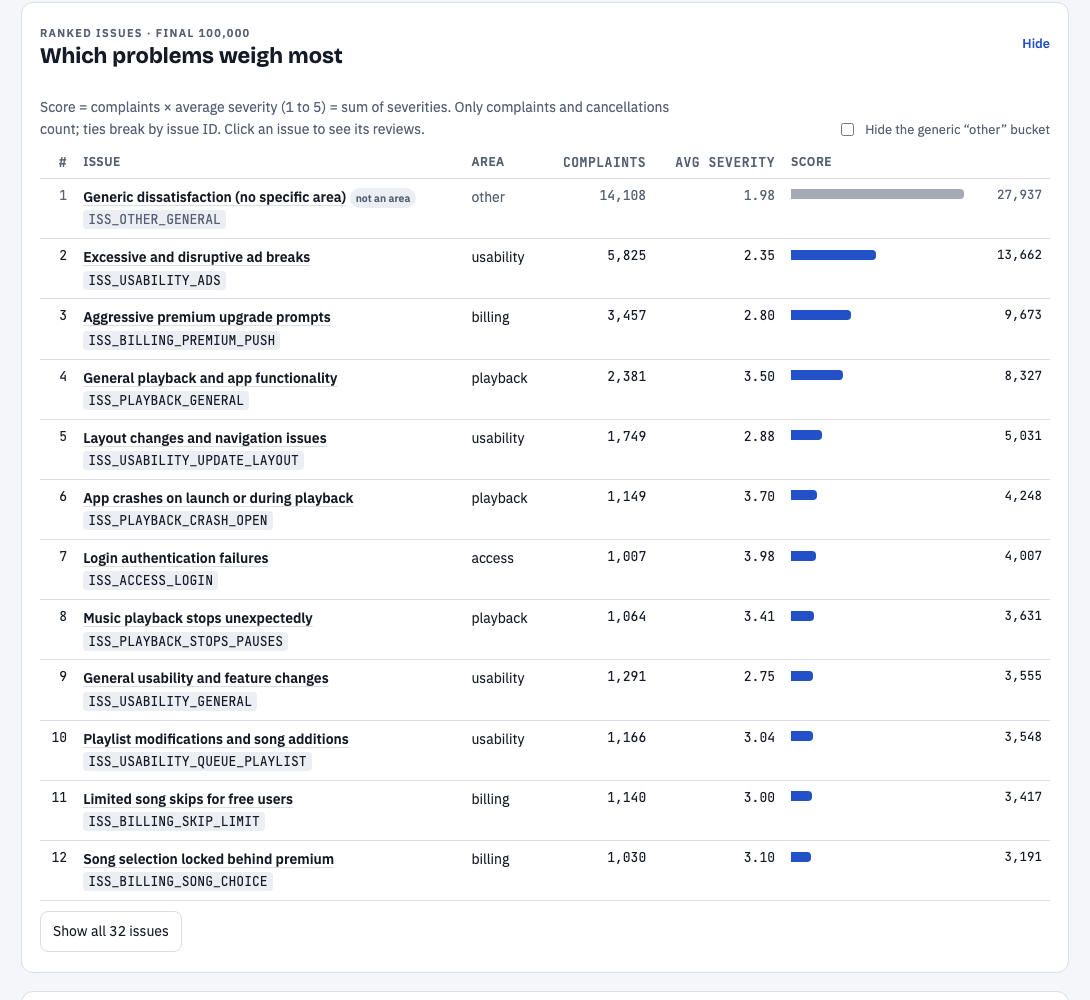 RANKED ISSUES · FINAL 100,000
Which problems weigh most
Hide
Score = complaints × average severity (1 to 5) = sum of severities. Only complaints and cancellations
count; ties break by issue ID. Click an issue to see its reviews.
Hide the generic “other” bucket
# ISSUE AREA COMPLAINTS AVG SEVERITY SCORE
1 Generic dissatisfaction (no specific area) not an area other 14,108 1.98 27,937
ISS_OTHER_GENERAL
2 Excessive and disruptive ad breaks usability 5,825 2.35 13,662
ISS_USABILITY_ADS
3 Aggressive premium upgrade prompts billing 3,457 2.80 9,673
ISS_BILLING_PREMIUM_PUSH
4 General playback and app functionality playback 2,381 3.50 8,327
ISS_PLAYBACK_GENERAL
5 Layout changes and navigation issues usability 1,749 2.88 5,031
ISS_USABILITY_UPDATE_LAYOUT
6 App crashes on launch or during playback playback 1,149 3.70 4,248
ISS_PLAYBACK_CRASH_OPEN
7 Login authentication failures access 1,007 3.98 4,007
ISS_ACCESS_LOGIN
8 Music playback stops unexpectedly playback 1,064 3.41 3,631
ISS_PLAYBACK_STOPS_PAUSES
9 General usability and feature changes usability 1,291 2.75 3,555
ISS_USABILITY_GENERAL
10 Playlist modifications and song additions usability 1,166 3.04 3,548
ISS_USABILITY_QUEUE_PLAYLIST
11 Limited song skips for free users billing 1,140 3.00 3,417
ISS_BILLING_SKIP_LIMIT
12 Song selection locked behind premium billing 1,030 3.10 3,191
ISS_BILLING_SONG_CHOICE
Show all 32 issues